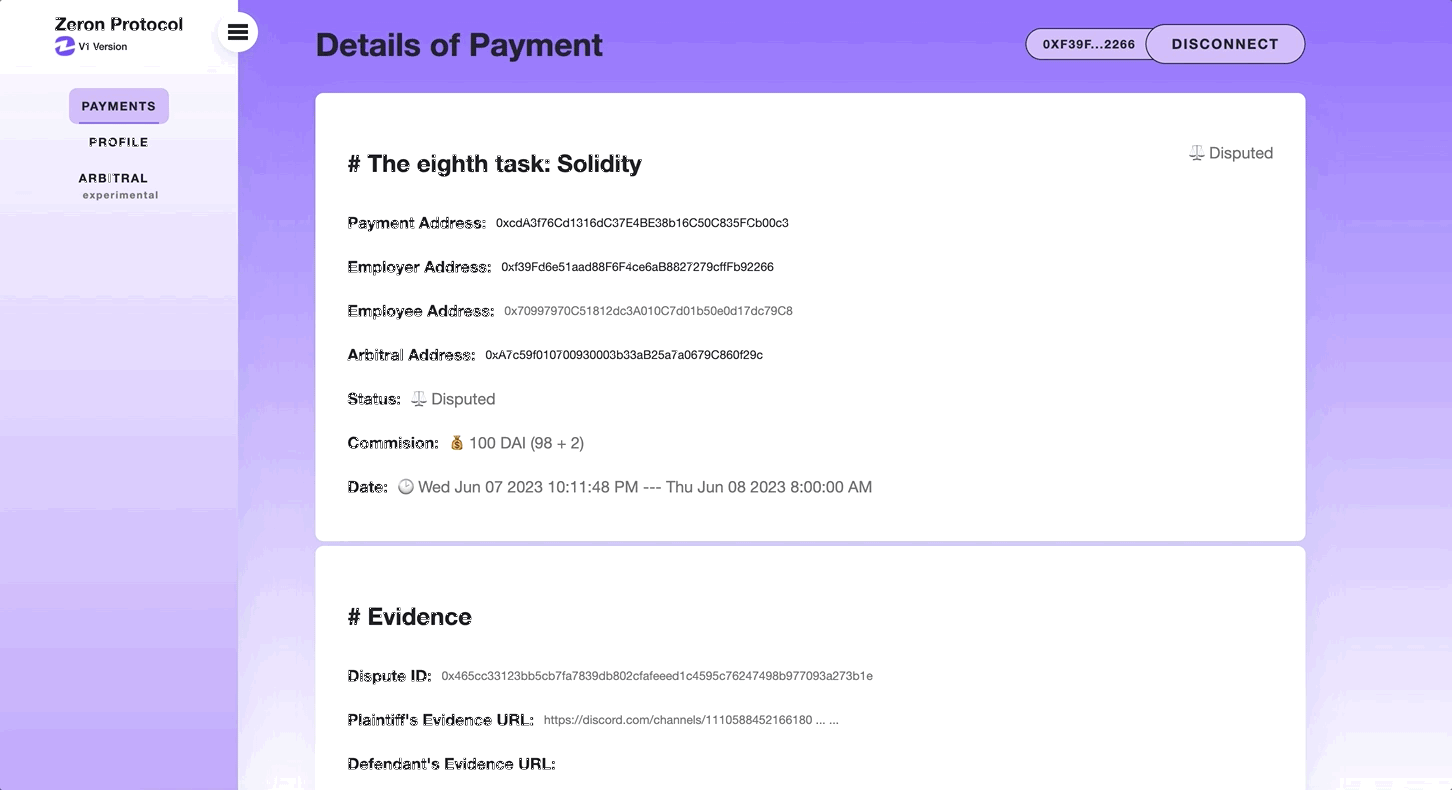 Zeron Protocol
V1 Version
PAYMENTS
PROFILE
ARBITRAL
experimental
Details of Payment
0XF39F...2266
DISCONNECT
# The eighth task: Solidity
Disputed
Payment Address: 0xcdA3f76Cd1316dC37E4BE38b16C50C835FCb00c3
Employer Address: 0xf39Fd6e51aad88F6F4ce6aB8827279cffFb92266
Employee Address: 0x70997970C51812dc3A010C7d01b50e0d17dc79C8
Arbitral Address: 0xA7c59f010700930003b33aB25a7a0679C860f29c
Status: Disputed
Commision: 100 DAI (98 + 2)
Date: Wed Jun 07 2023 10:11:48 PM --- Thu Jun 08 2023 8:00:00 AM
# Evidence
Dispute ID: 0x465cc33123bb5cb7fa7839db802cfafeeed1c4595c76247498b977093a273b1e
Plaintiff's Evidence URL: https://discord.com/channels/1110588452166180 ... ...
Defendant's Evidence URL: